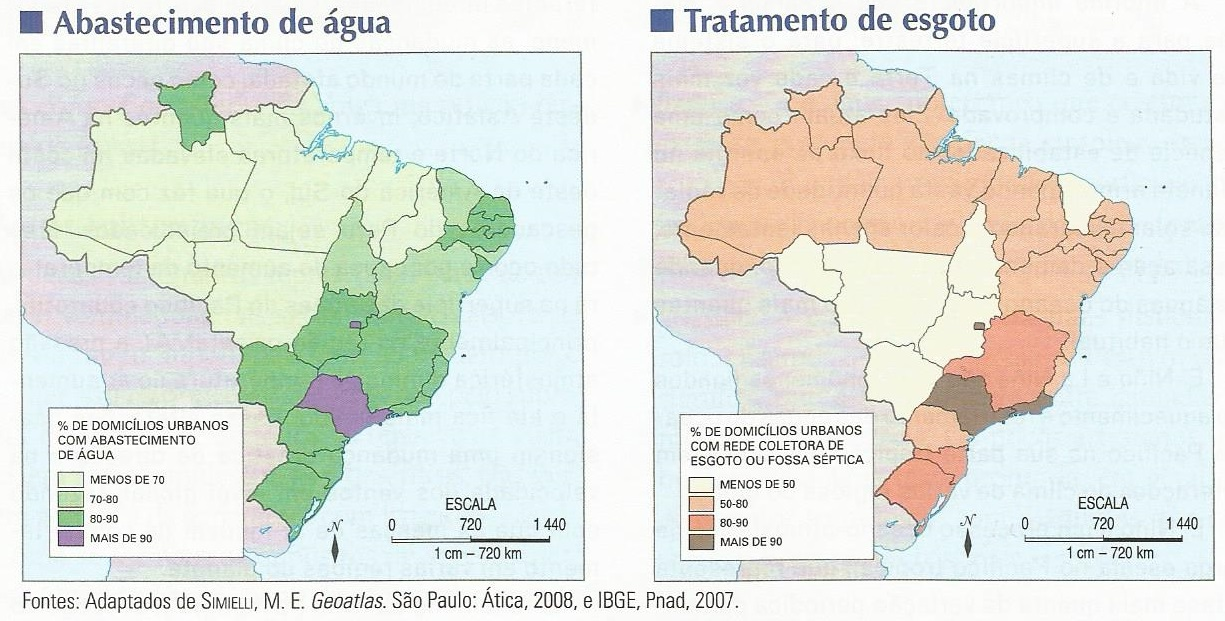 Abastecimento de água
% DE DOMICÍLIOS URBANOS
COM ABASTECIMENTO
DE ÁGUA
MENOS DE 70
70-80
80-90
MAIS DE 90
N
ESCALA
0 720 1 440
1 cm – 720 km
Tratamento de esgoto
% DE DOMICÍLIOS URBANOS
COM REDE COLETORA DE
ESGOTO OU FOSSA SÉPTICA
MENOS DE 50
50-80
80-90
MAIS DE 90
N
ESCALA
0 720 1 440
1 cm – 720 km
Fontes: Adaptados de SIMIELLI, M. E. Geoatlas. São Paulo: Ática, 2008, e IBGE, Pnad, 2007.